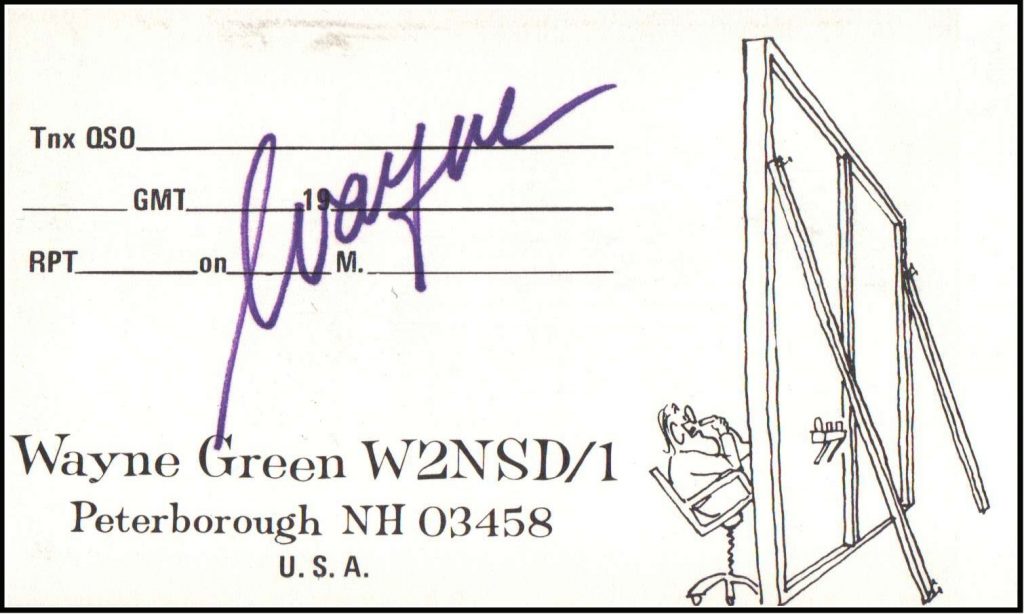 Wayne
Tnx QSO
GMT 19
RPT on M.
Wayne Green W2NSD/1
Peterborough NH 03458
U. S. A.